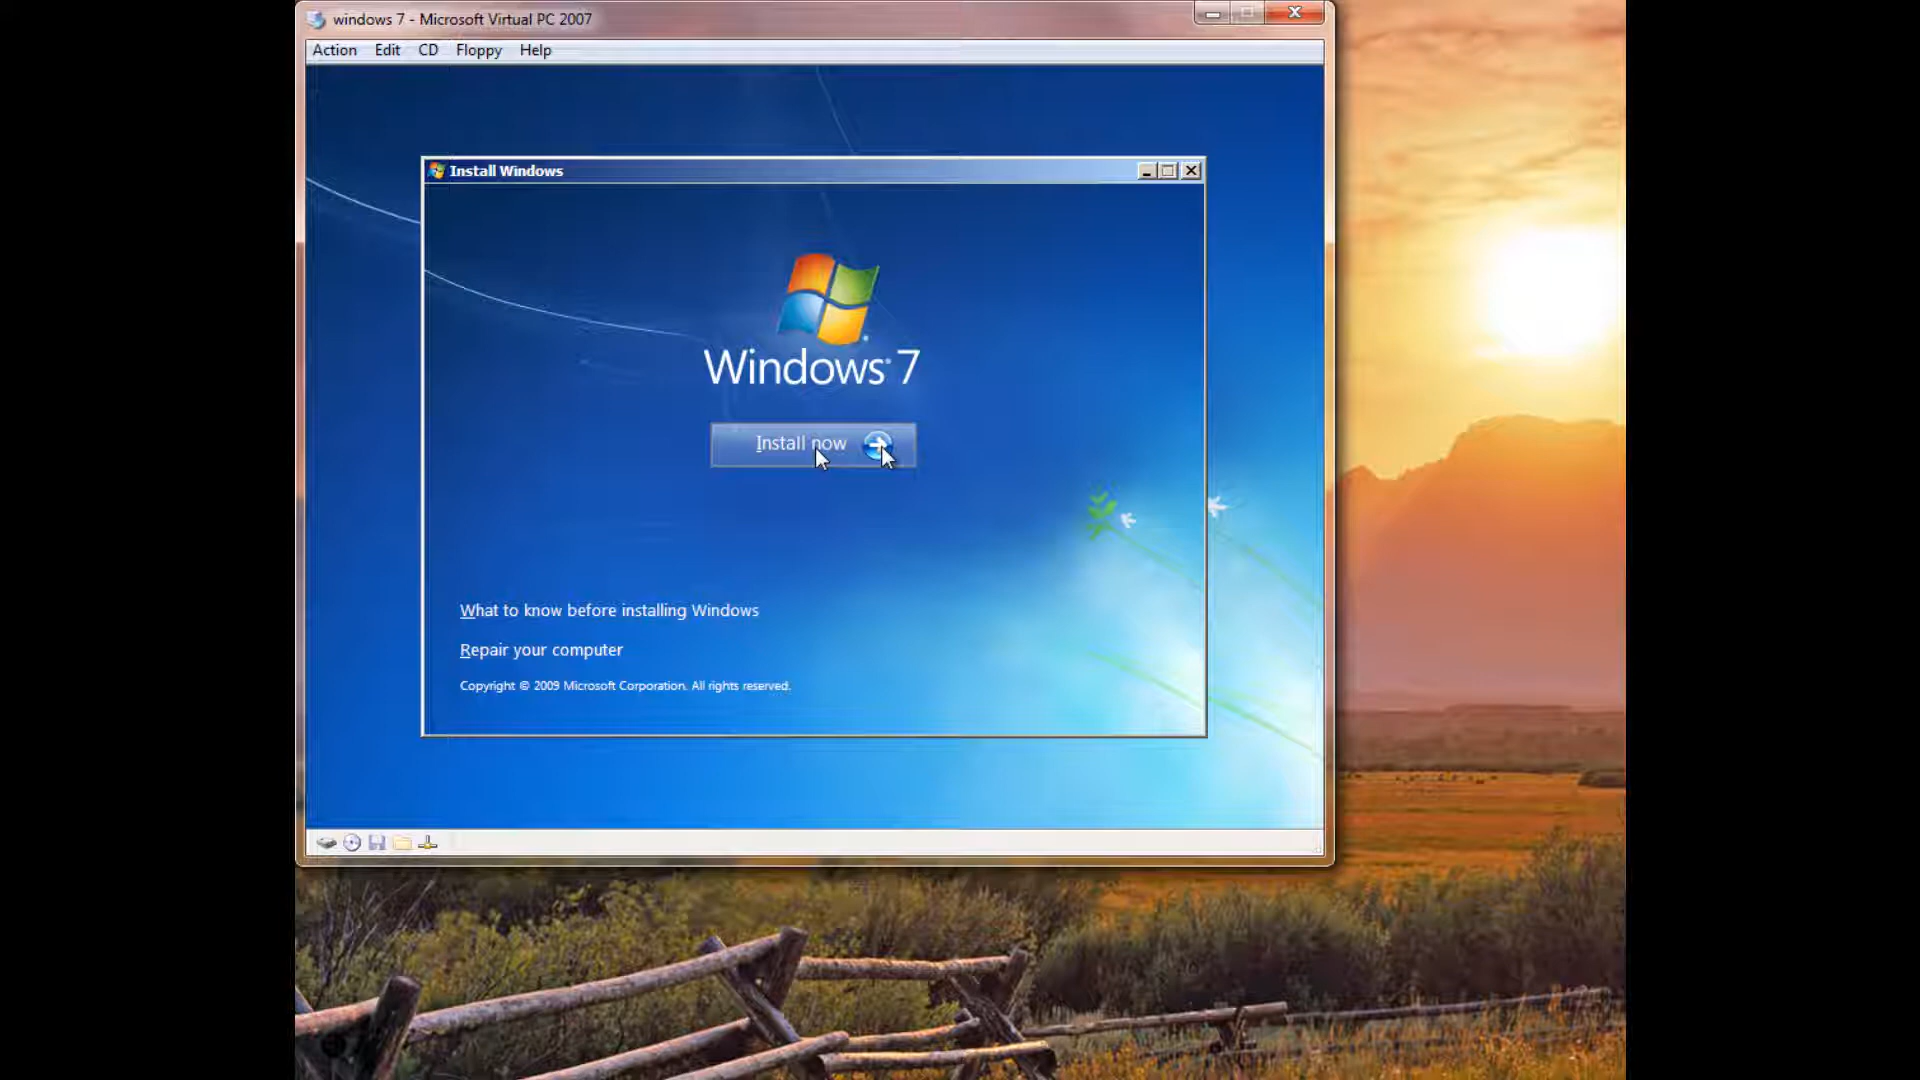 windows 7 - Microsoft Virtual PC 2007
Action Edit CD Floppy Help
Install Windows
Windows 7
Install now
What to know before installing Windows
Repair your computer
Copyright © 2009 Microsoft Corporation. All rights reserved.